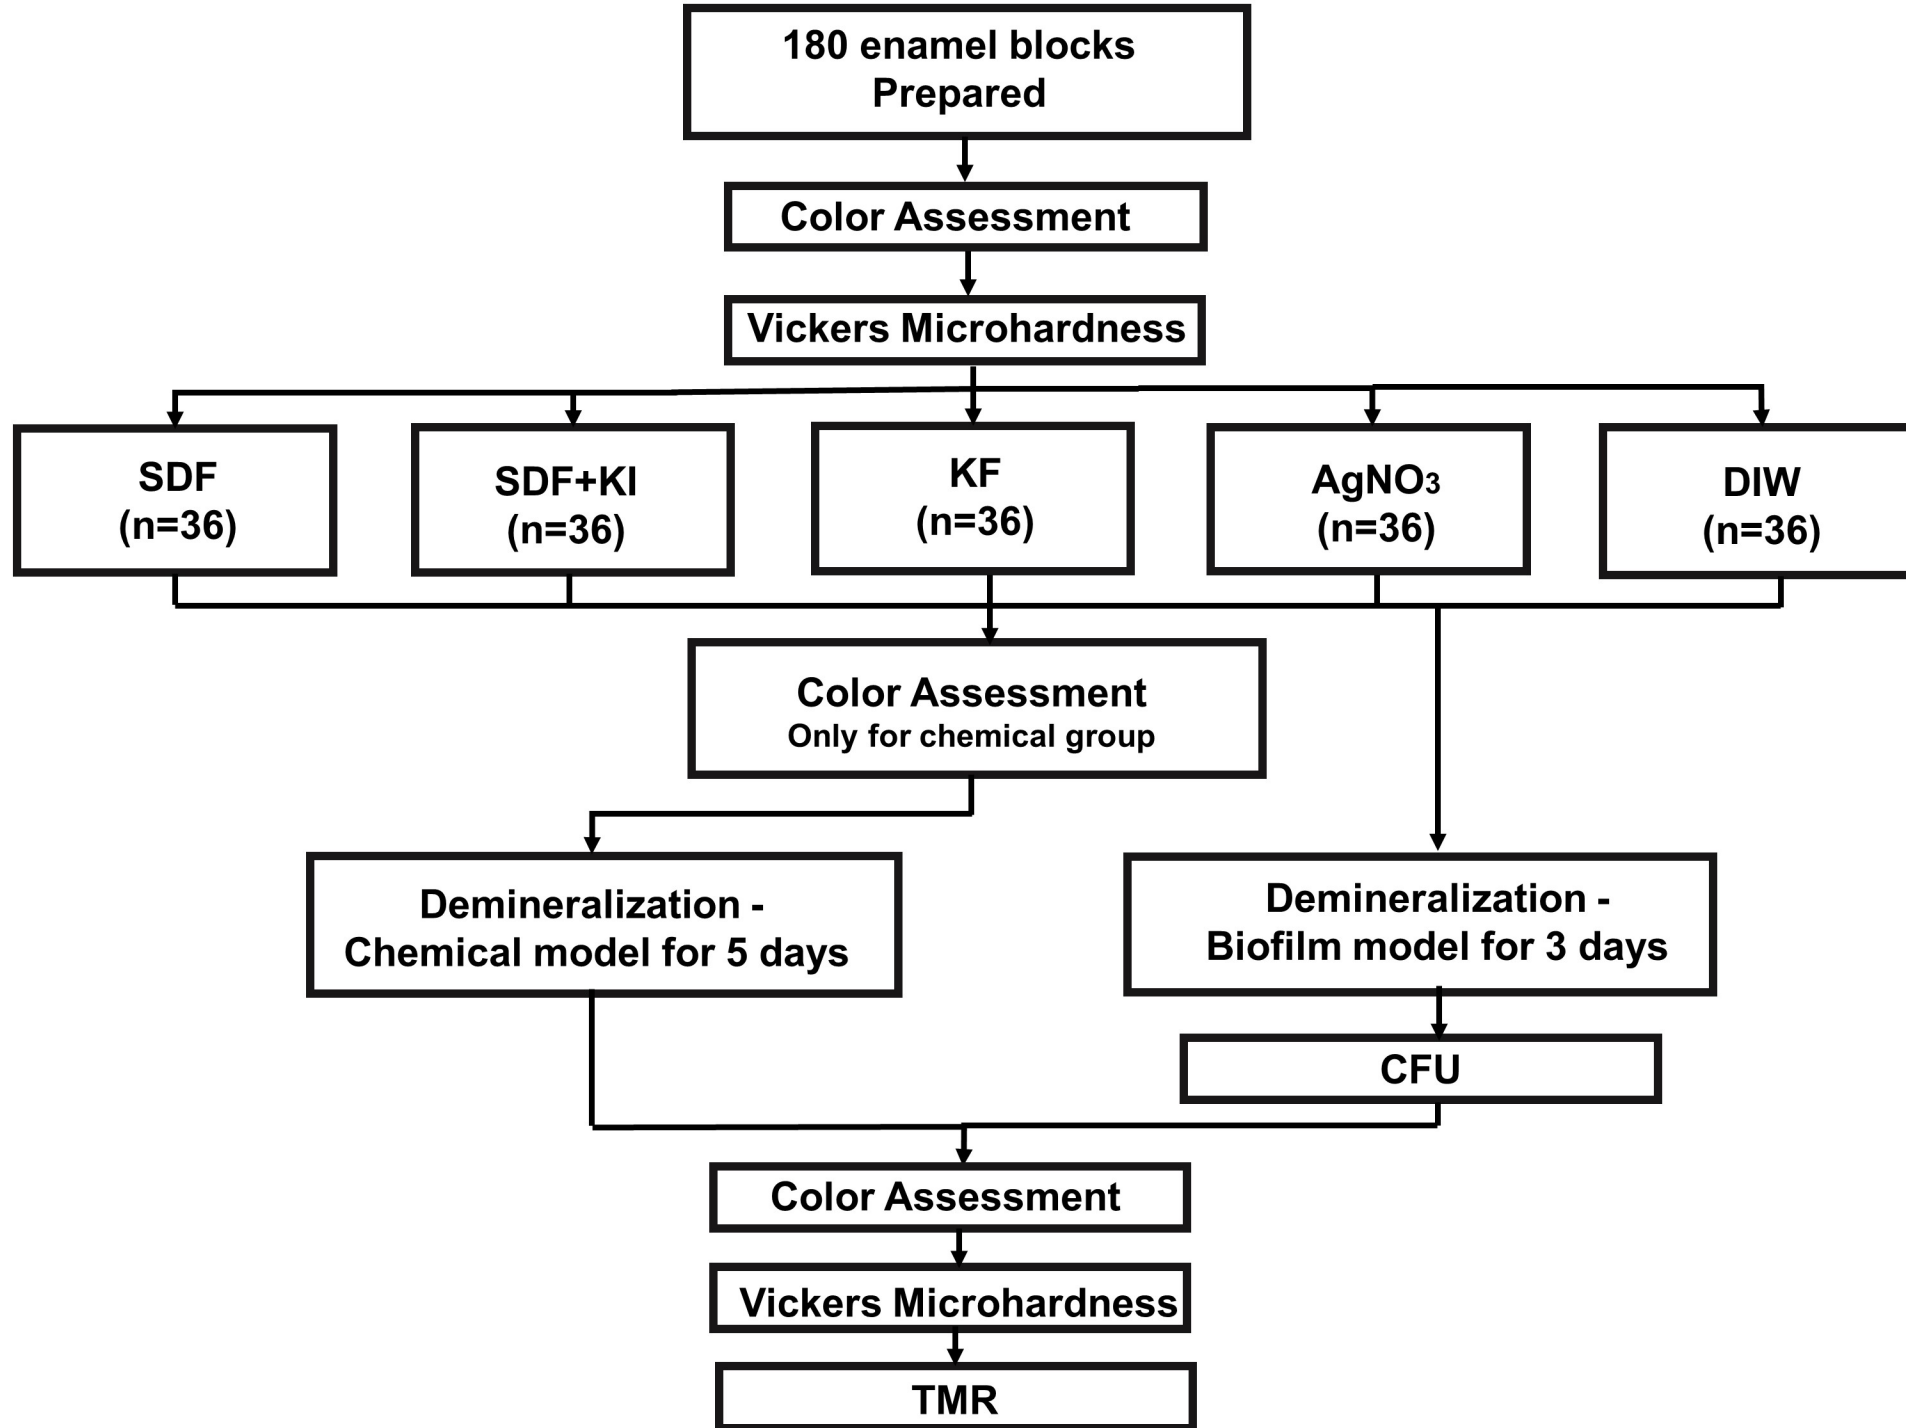 180 enamel blocks
Prepared
Color Assessment
Vickers Microhardness
SDF
(n=36)
SDF+KI
(n=36)
KF
(n=36)
AgNO3
(n=36)
DIW
(n=36)
Color Assessment
Only for chemical group
Demineralization -
Chemical model for 5 days
Demineralization -
Biofilm model for 3 days
CFU
Color Assessment
Vickers Microhardness
TMR